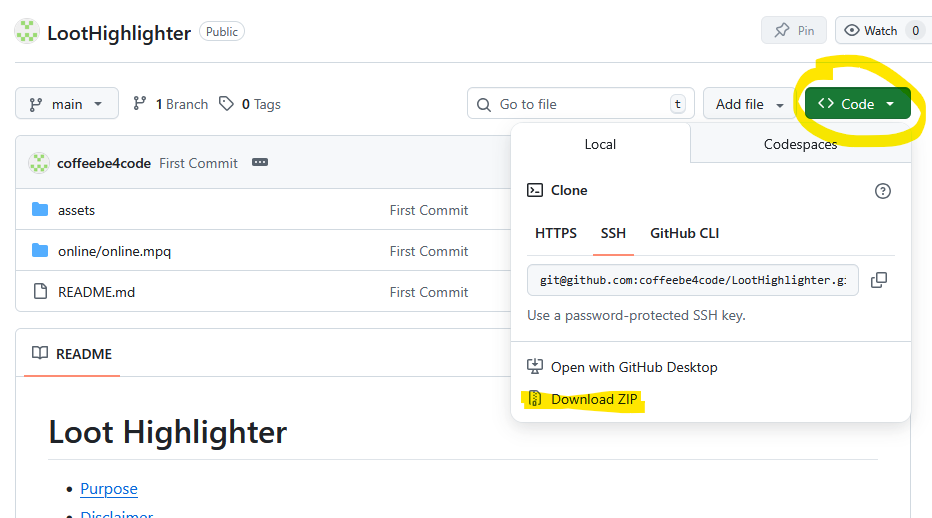 LootHighlighter Public Pin Watch 0
main 1 Branch 0 Tags Go to file t Add file <> Code
coffeebe4code First Commit
Local Codespaces
assets First Commit
online/online.mpq First Commit
README.md First Commit
Clone
HTTPS SSH GitHub CLI
git@github.com:coffeebe4code/LootHighlighter.g
Use a password-protected SSH key.
Open with GitHub Desktop
Download ZIP
README
Loot Highlighter
Purpose
Disclaimer